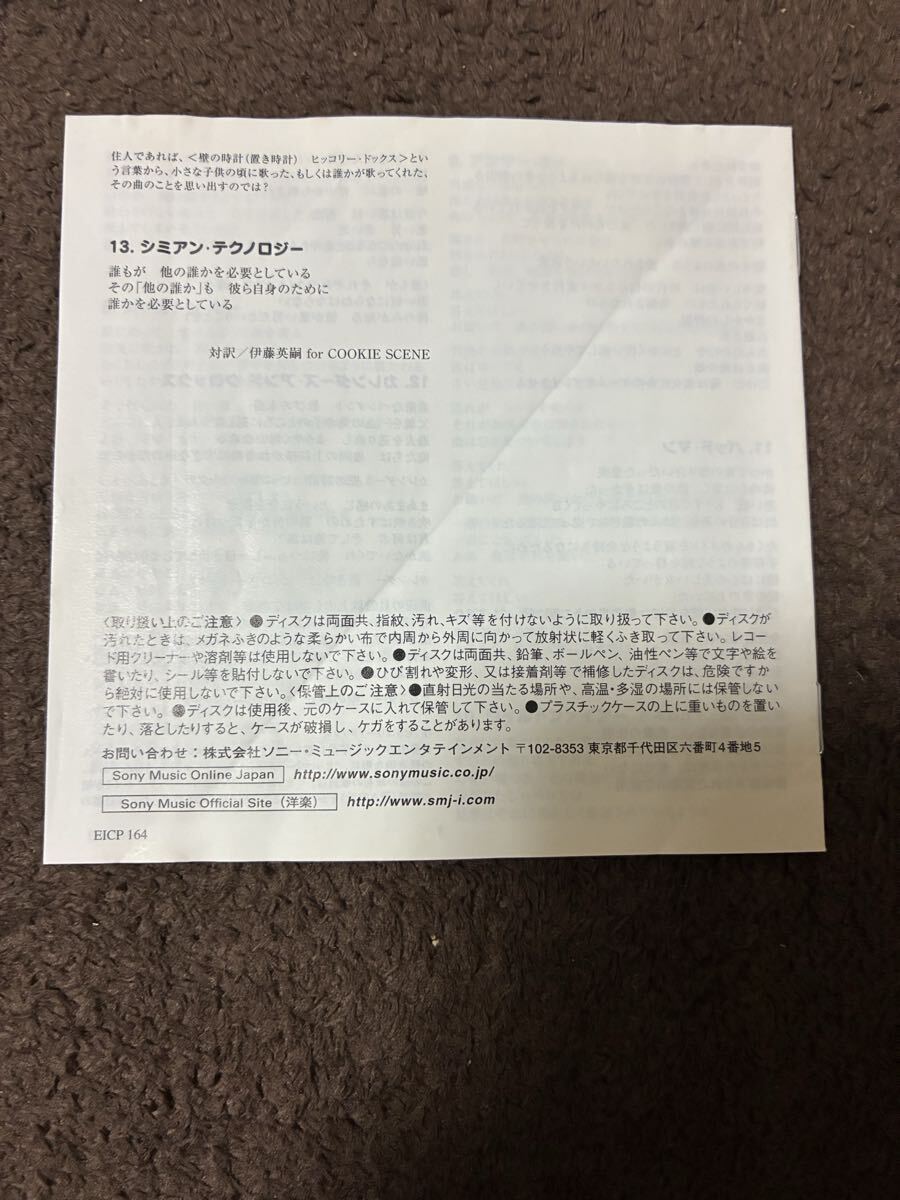 住人であれば、<壁の時計(置き時計) ヒッコリー・ドックス>とい
う言葉から、小さな子供の頃に歌った、もしくは誰かが歌ってくれた、
その曲のことを思い出すのでは?
13. シミアン・テクノロジー
誰もが 他の誰かを必要としている
その「他の誰か」も 彼ら自身のために
誰かを必要としている
対訳／伊藤英嗣 for COOKIE SCENE
12. カレンダーズ・アンド・クロックス
11. バッド・マン
〈取り扱い上のご注意〉●ディスクは両面共、指紋、汚れ、キズ等を付けないように取り扱って下さい。●ディスクが
汚れたときは、メガネふきのような柔らかい布で内周から外周に向かって放射状に軽くふき取って下さい。レコー
ド用クリーナーや溶剤等は使用しないで下さい。●ディスクは両面共、鉛筆、ボールペン、油性ペン等で文字や絵を
書いたり、シール等を貼付しないで下さい。●ひび割れや変形、又は接着剤等で補修したディスクは、危険ですか
ら絶対に使用しないで下さい。〈保管上のご注意〉●直射日光の当たる場所や、高温・多湿の場所には保管しない
で下さい。●ディスクは使用後、元のケースに入れて保管して下さい。●プラスチックケースの上に重いものを置い
たり、落としたりすると、ケースが破損し、ケガをすることがあります。
お問い合わせ：株式会社ソニー・ミュージックエンタテインメント 〒102-8353 東京都千代田区六番町4番地5
Sony Music Online Japan http://www.sonymusic.co.jp/
Sony Music Official Site（洋楽） http://www.smj-i.com
EICP 164